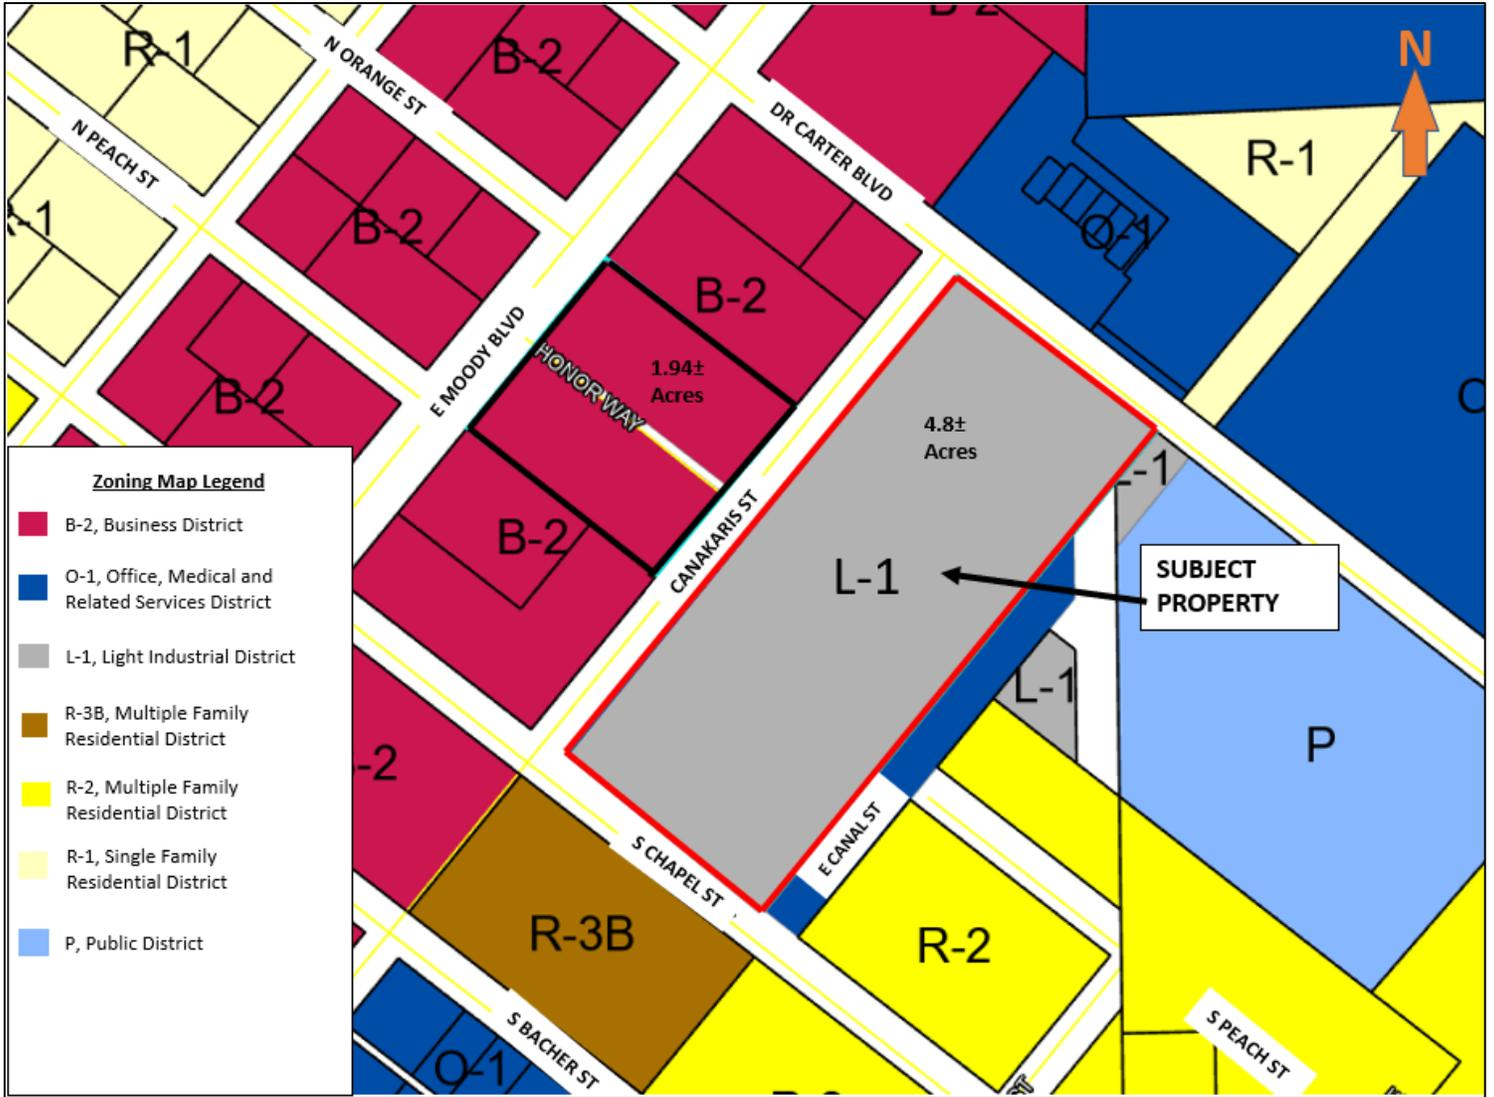 B-2
N
R-1
B-2
N ORANGE ST
DR CARTER BLVD
N PEACH ST
R-1
-1
B-2
O-1
B-2
E MOODY BLVD
HONOR WAY
1.94±
Acres
B-2
4.8±
Acres
L-1
B-2
CANAKARIS ST
L-1
SUBJECT
PROPERTY
L-1
P
-2
S CHAPEL ST
E CANAL ST
R-3B
R-2
S BACHER ST
O-1
S PEACH ST
Zoning Map Legend
B-2, Business District
O-1, Office, Medical and
Related Services District
L-1, Light Industrial District
R-3B, Multiple Family
Residential District
R-2, Multiple Family
Residential District
R-1, Single Family
Residential District
P, Public District